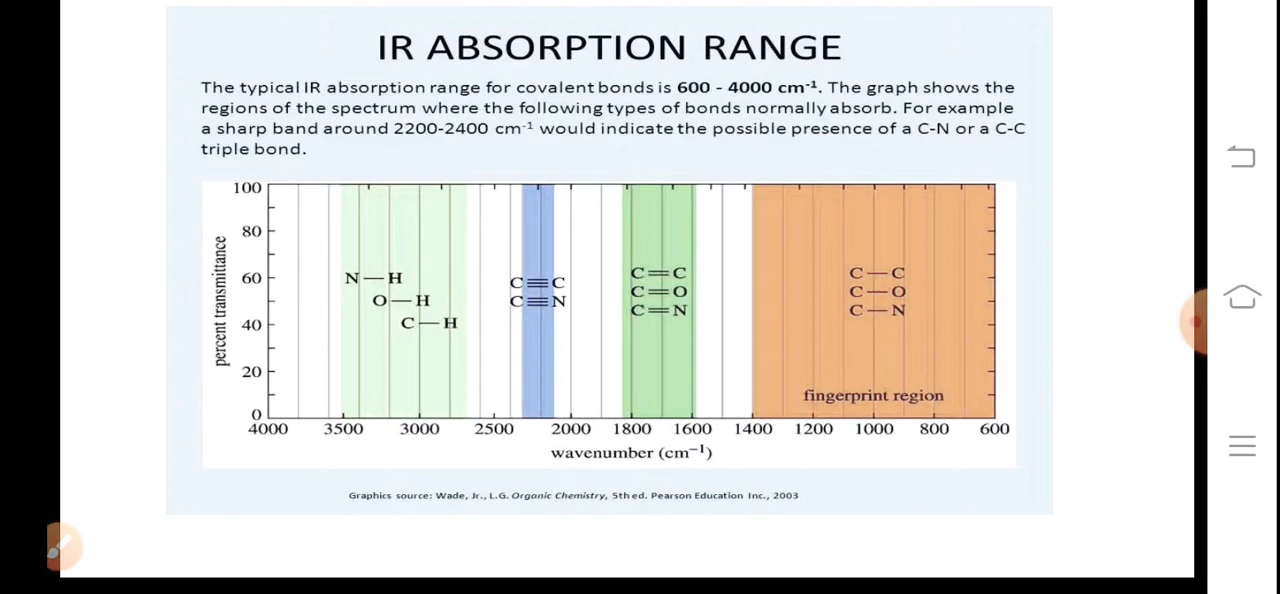 IR ABSORPTION RANGE
The typical IR absorption range for covalent bonds is 600 - 4000 cm⁻¹. The graph shows the
regions of the spectrum where the following types of bonds normally absorb. For example
a sharp band around 2200-2400 cm⁻¹ would indicate the possible presence of a C-N or a C-C
triple bond.
percent transmittance
100
80
60
40
20
0
N—H
O—H
C—H
C≡C
C≡N
C=C
C=O
C=N
C—C
C—O
C—N
fingerprint region
4000 3500 3000 2500 2000 1800 1600 1400 1200 1000 800 600
wavenumber (cm⁻¹)
Graphics source: Wade, Jr., L.G. Organic Chemistry, 5th ed. Pearson Education Inc., 2003